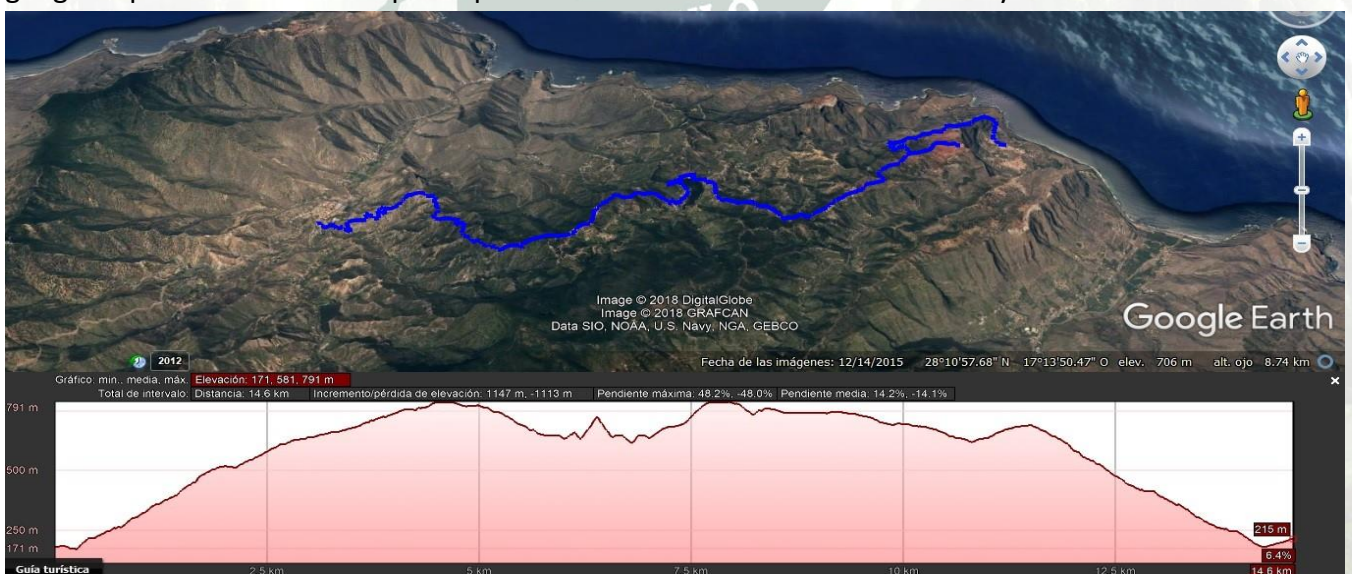 Image © 2018 DigitalGlobe
Image © 2018 GRAFCAN
Data SIO, NOAA, U.S. Navy, NGA, GEBCO
Google Earth
2012
Fecha de las imágenes: 12/14/2015 28°10'57.68" N 17°13'50.47" O elev. 706 m alt. ojo 8.74 km
Gráfico: min., media, máx. Elevación: 171, 581, 791 m
Total de intervalo: Distancia: 14.6 km Incremento/pérdida de elevación: 1147 m, -1113 m Pendiente máxima: 48.2%, -48.0% Pendiente media: 14.2%, -14.1%
791 m
500 m
250 m
171 m
215 m
6.4%
Guía turística
2.5 km 5 km 7.5 km 10 km 12.5 km 14.6 km